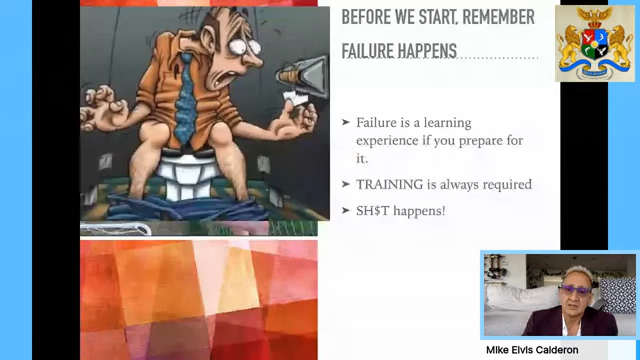 BEFORE WE START, REMEMBER
FAILURE HAPPENS
➤ Failure is a learning
experience if you prepare for
it.
➤ TRAINING is always required
➤ SH$T happens!
Mike Elvis Calderon